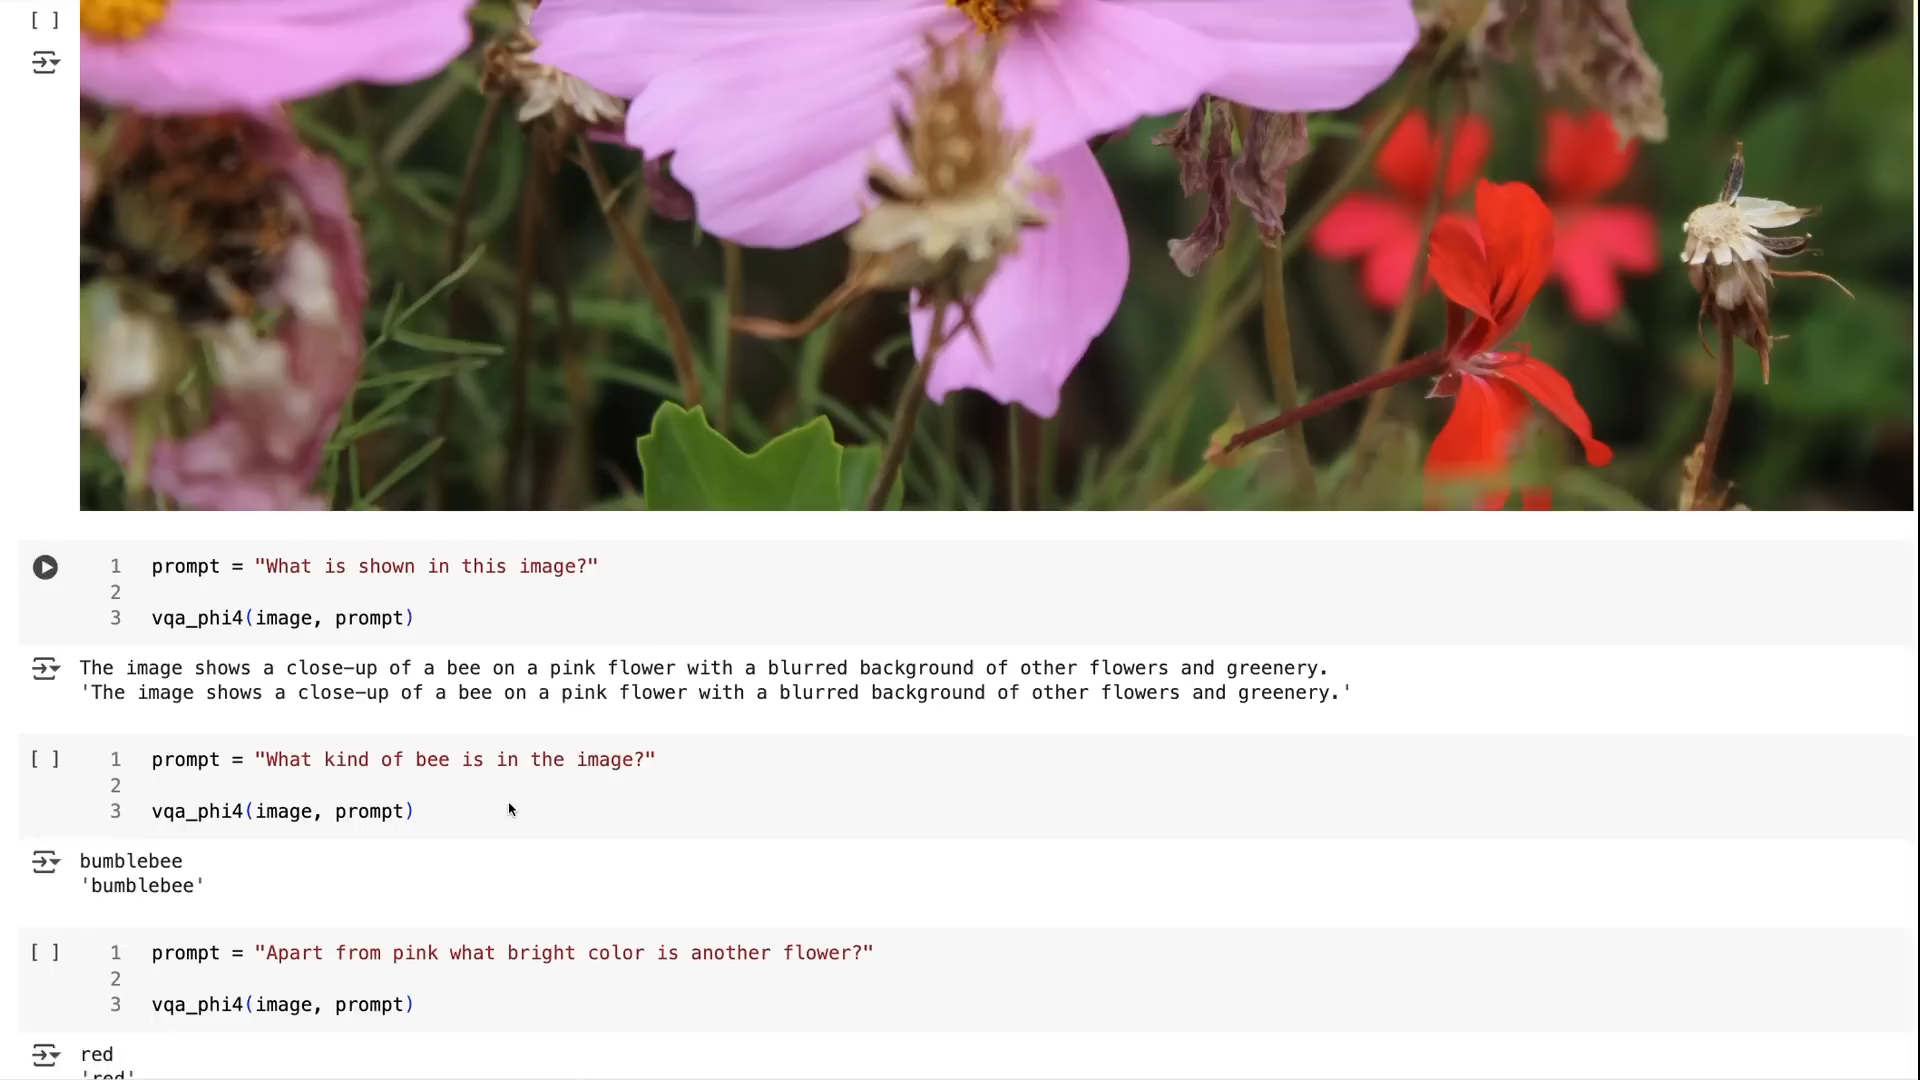 [ ]
1 prompt = "What is shown in this image?"
2
3 vqa_phi4(image, prompt)
The image shows a close-up of a bee on a pink flower with a blurred background of other flowers and greenery.
'The image shows a close-up of a bee on a pink flower with a blurred background of other flowers and greenery.'
[ ] 1 prompt = "What kind of bee is in the image?"
2
3 vqa_phi4(image, prompt)
bumblebee
'bumblebee'
[ ] 1 prompt = "Apart from pink what bright color is another flower?"
2
3 vqa_phi4(image, prompt)
red
'red'